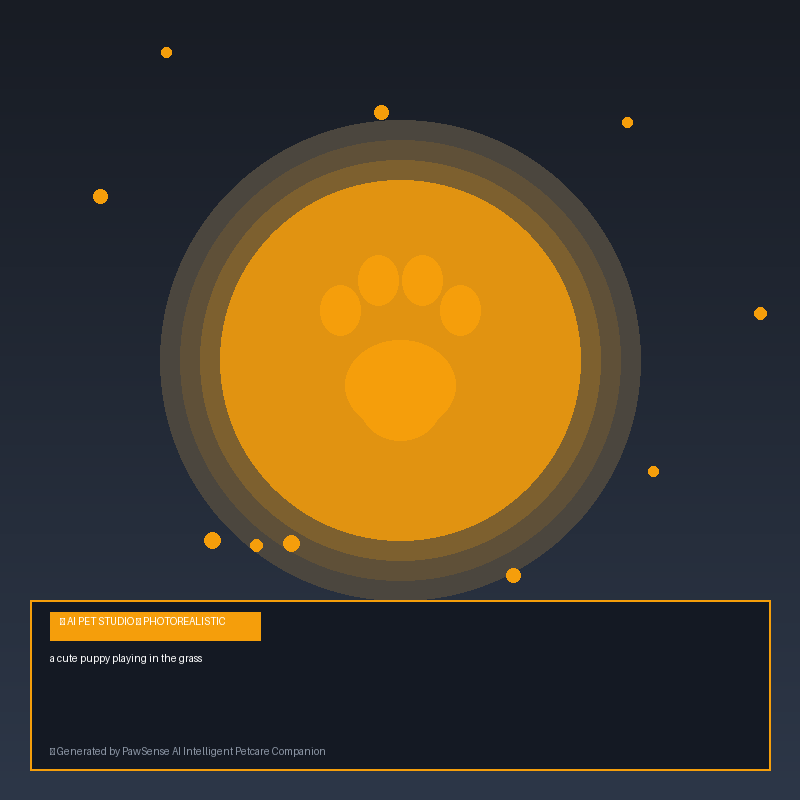 AI PET STUDIO PHOTOREALISTIC
a cute puppy playing in the grass
Generated by PawSense AI Intelligent Petcare Companion